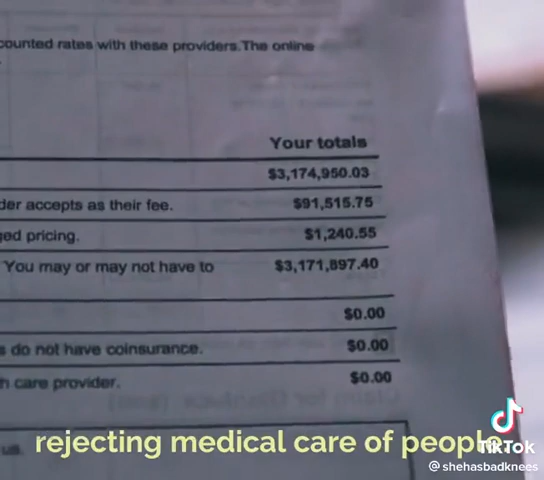 counted rates with these providers.The online
Your totals
$3,174,950.03
der accepts as their fee. $91,515.75
ged pricing. $1,240.55
You may or may not have to $3,171,897.40
$0.00
s do not have coinsurance. $0.00
h care provider. $0.00
us.
rejecting medical care of people.
TikTok
@shehasbadknees